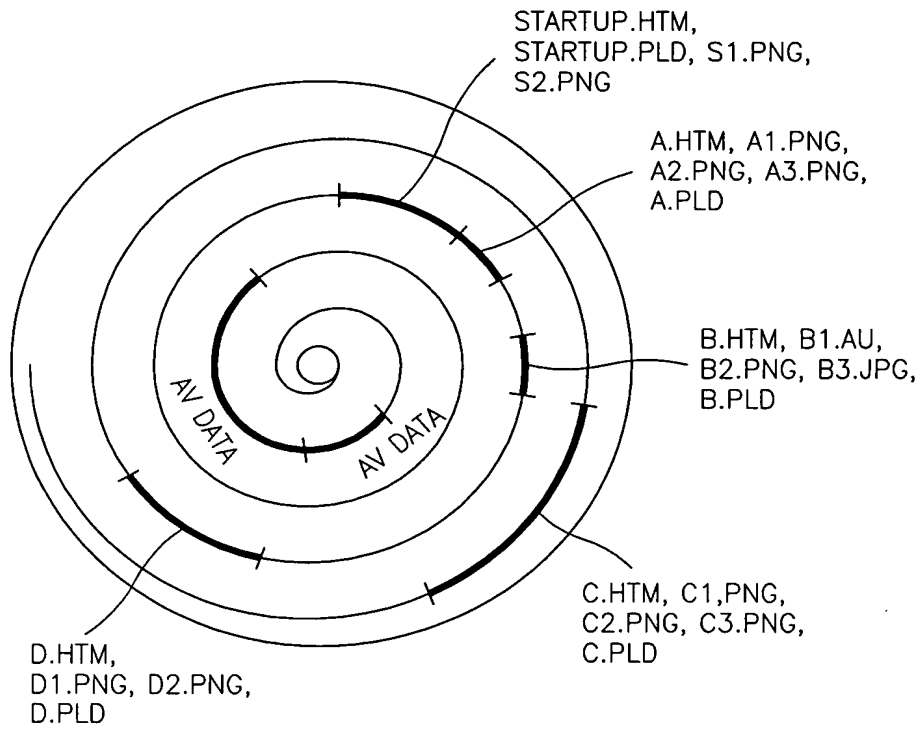 STARTUP.HTM,
STARTUP.PLD, S1.PNG,
S2.PNG
A.HTM, A1.PNG,
A2.PNG, A3.PNG,
A.PLD
B.HTM, B1.AU,
B2.PNG, B3.JPG,
B.PLD
AV DATA
AV DATA
C.HTM, C1,PNG,
C2.PNG, C3.PNG,
C.PLD
D.HTM,
D1.PNG, D2.PNG,
D.PLD